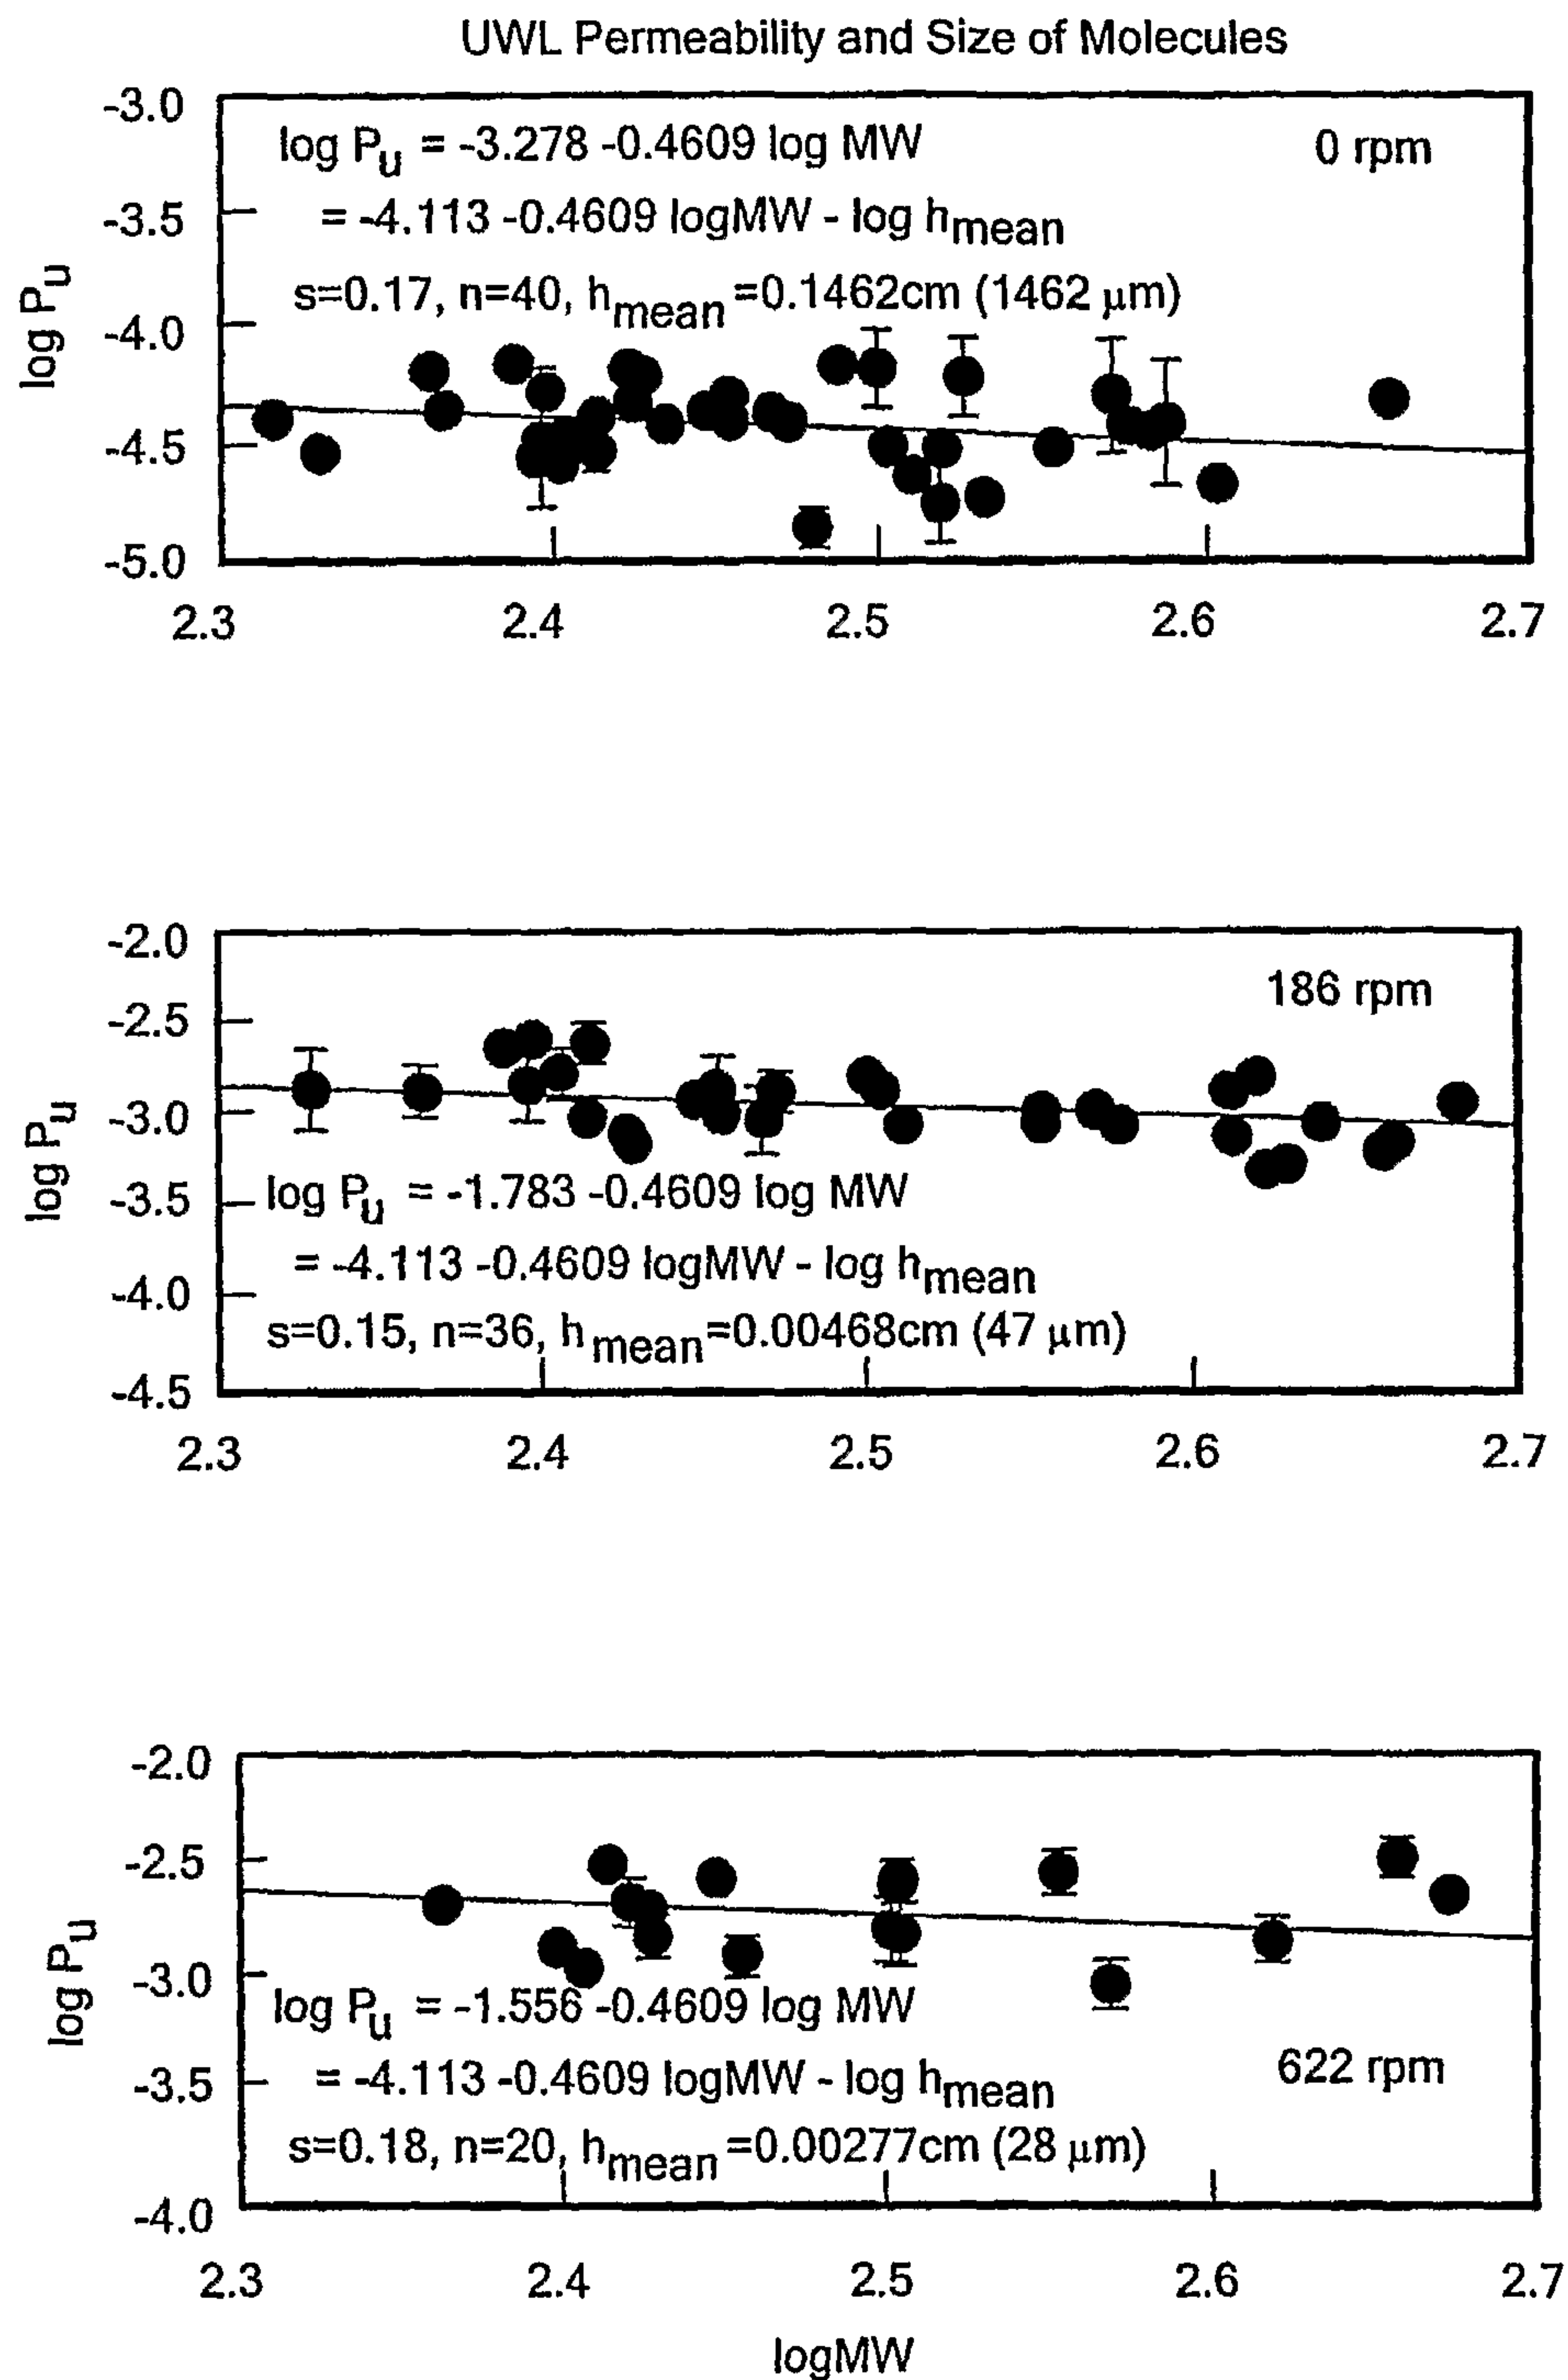 UWL Permeability and Size of Molecules
log Pu
-3.0
-3.5
-4.0
-4.5
-5.0
log Pu = -3.278 -0.4609 log MW
0 rpm
= -4.113 -0.4609 logMW - log hmean
s=0.17, n=40, hmean=0.1462cm (1462 μm)
2.3 2.4 2.5 2.6 2.7
log Pu
-2.0
-2.5
-3.0
-3.5
-4.0
-4.5
186 rpm
log Pu = -1.783 -0.4609 log MW
= -4.113 -0.4609 logMW - log hmean
s=0.15, n=36, hmean=0.00468cm (47 μm)
2.3 2.4 2.5 2.6 2.7
log Pu
-2.0
-2.5
-3.0
-3.5
-4.0
log Pu = -1.556 -0.4609 log MW
= -4.113 -0.4609 logMW - log hmean
622 rpm
s=0.18, n=20, hmean=0.00277cm (28 μm)
2.3 2.4 2.5 2.6 2.7
logMW